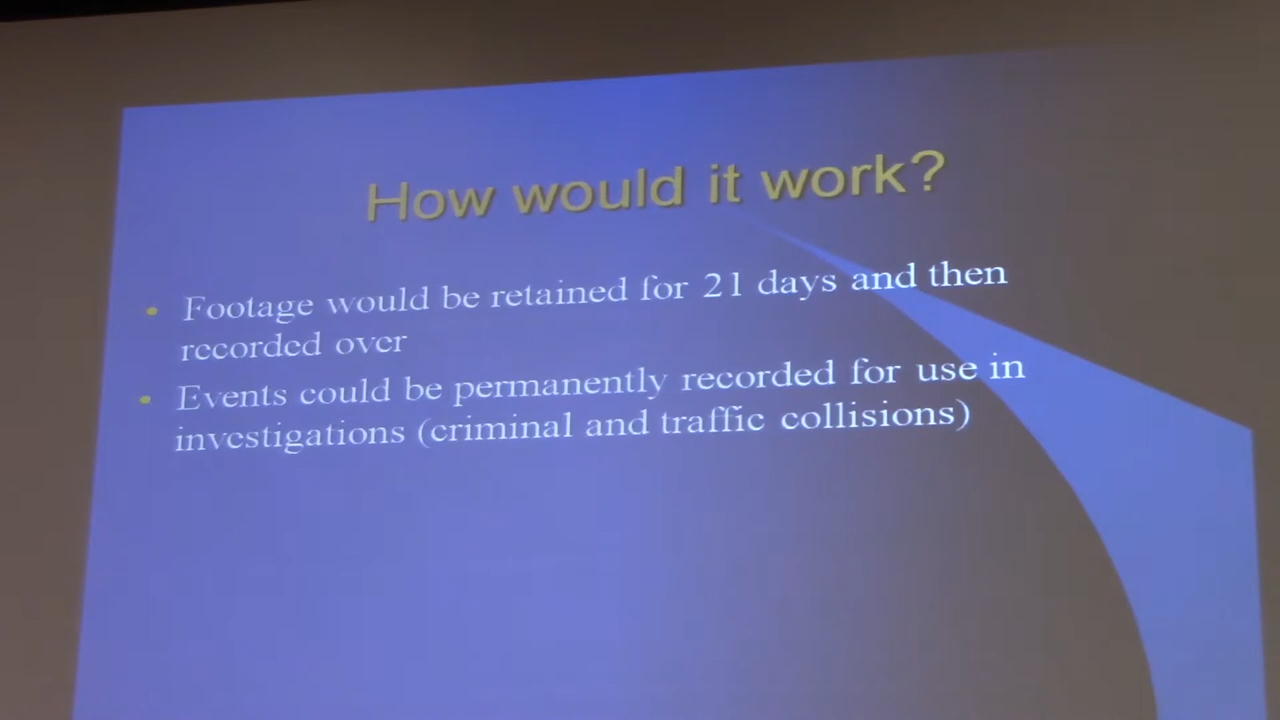 How would it work?
Footage would be retained for 21 days and then
recorded over
Events could be permanently recorded for use in
investigations (criminal and traffic collisions)